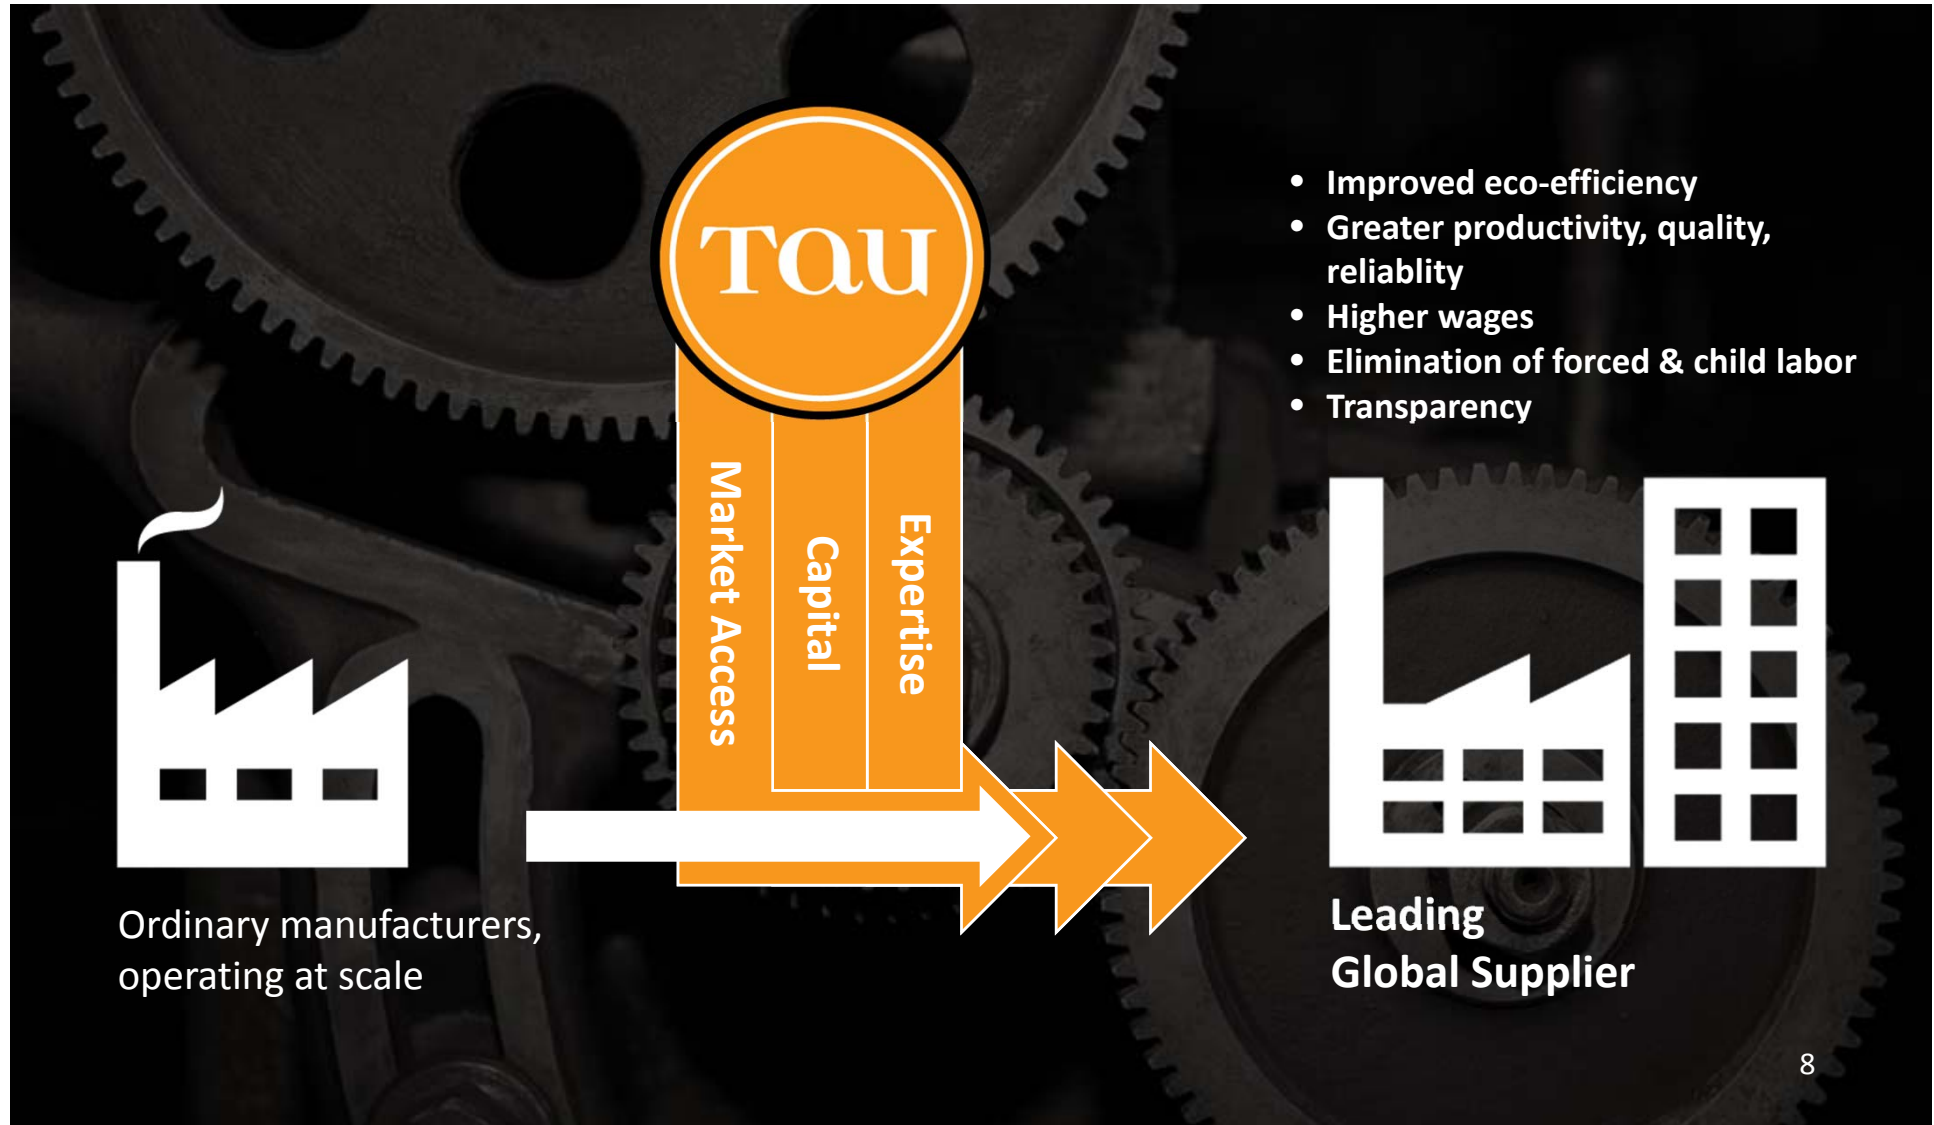 TaU
• Improved eco-efficiency
• Greater productivity, quality,
reliablity
• Higher wages
• Elimination of forced & child labor
• Transparency
Market Access
Capital
Expertise
Ordinary manufacturers,
operating at scale
Leading
Global Supplier
8